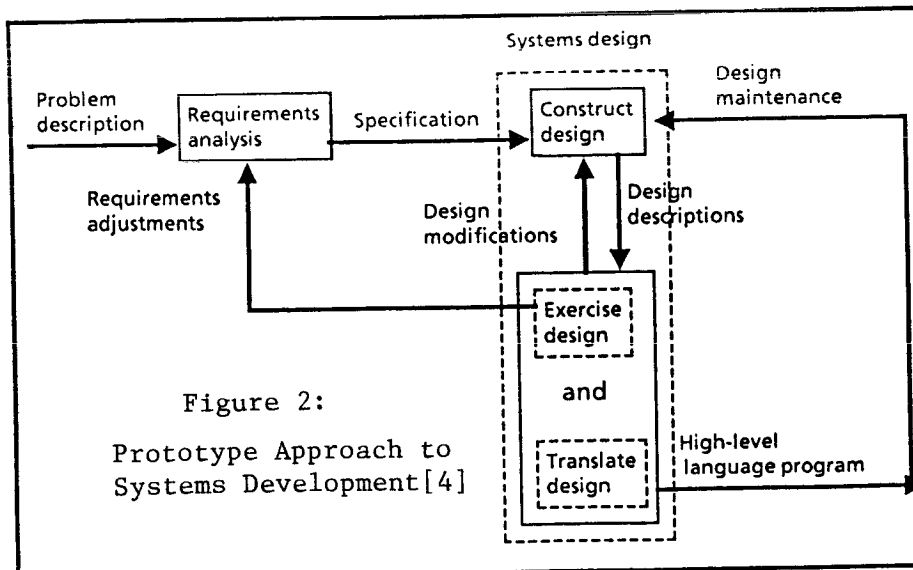 Systems design
Problem
description
Requirements
analysis
Specification
Construct
design
Design
maintenance
Requirements
adjustments
Design
modifications
Design
descriptions
Exercise
design
and
Translate
design
High-level
language program
Figure 2:
Prototype Approach to
Systems Development[4]